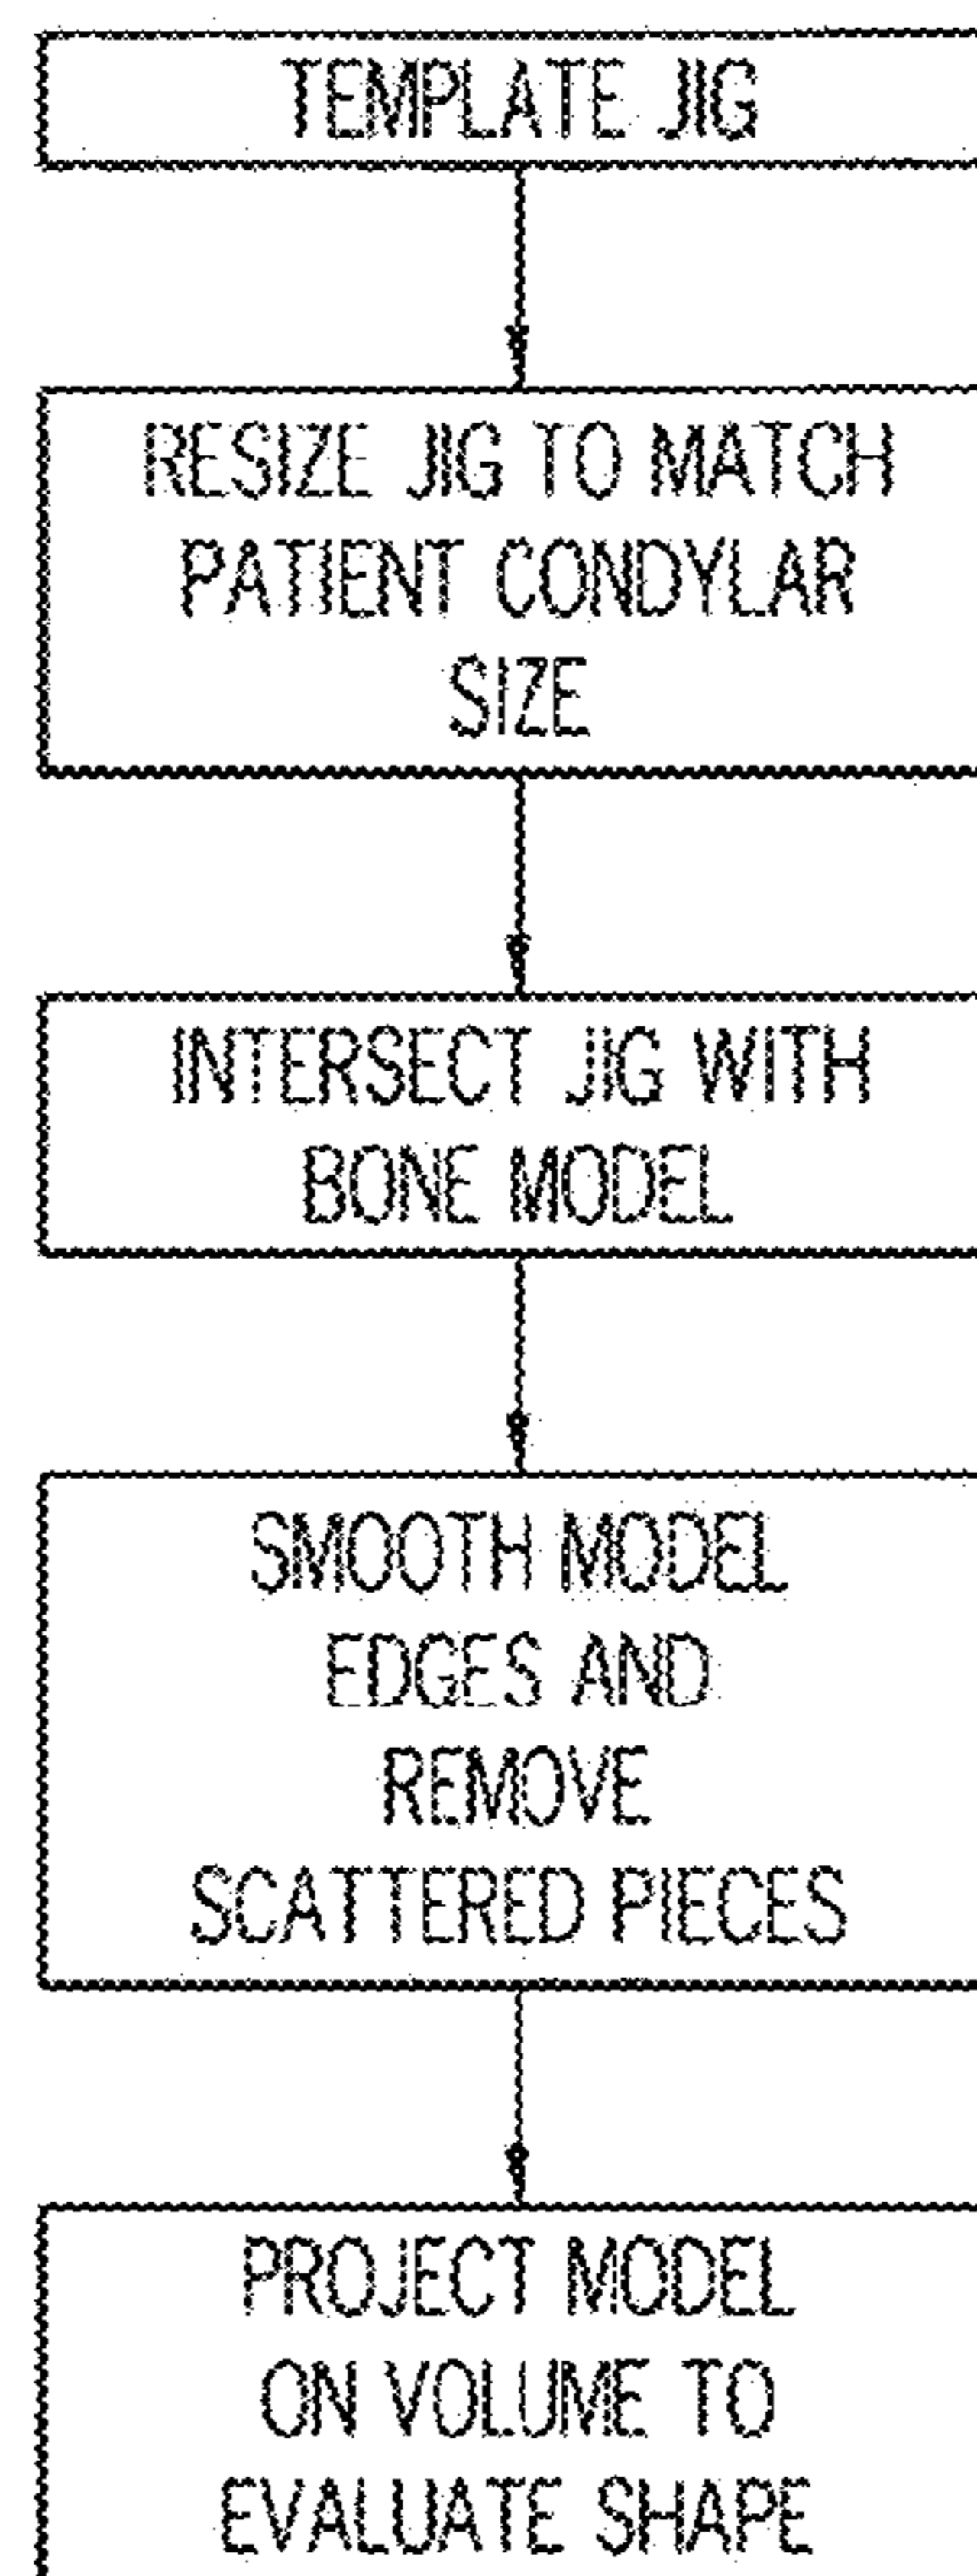 TEMPLATE JIG
RESIZE JIG TO MATCH
PATIENT CONDYLAR
SIZE
INTERSECT JIG WITH
BONE MODEL
SMOOTH MODEL
EDGES AND
REMOVE
SCATTERED PIECES
PROJECT MODEL
ON VOLUME TO
EVALUATE SHAPE